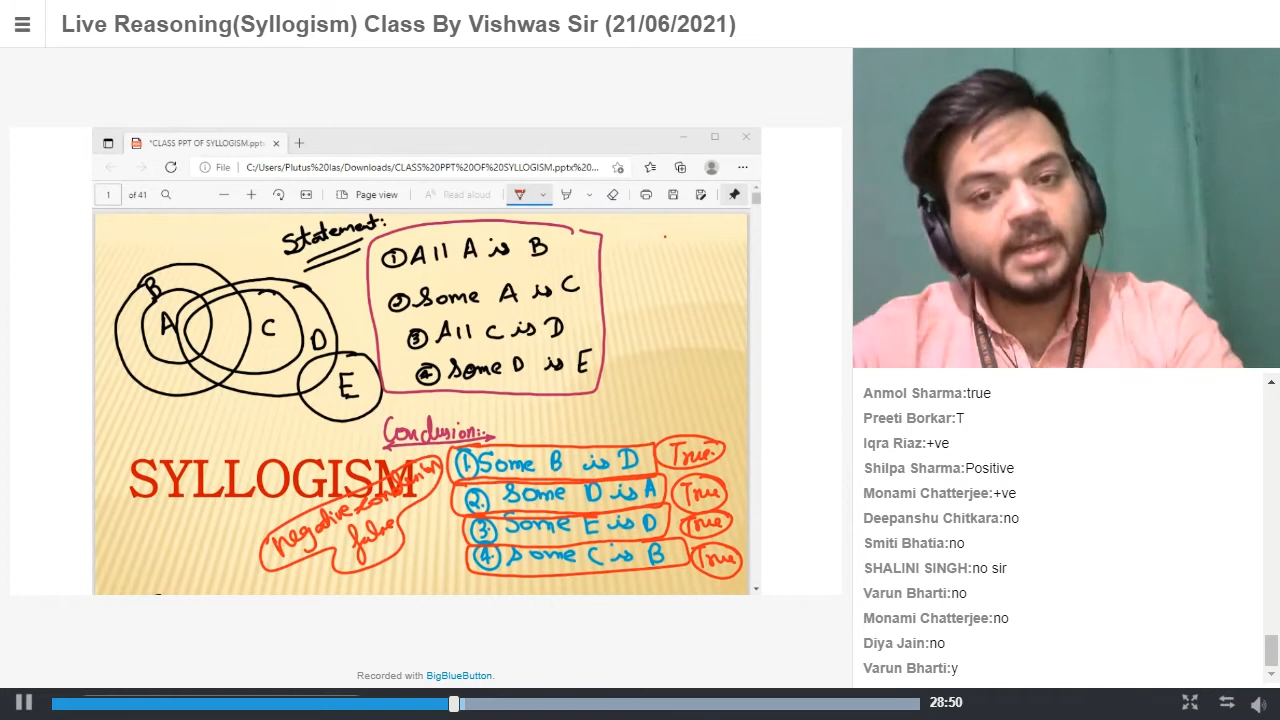 Live Reasoning(Syllogism) Class By Vishwas Sir (21/06/2021)
*CLASS PPT OF SYLLOGISM.pptx
File C:/Users/Plutus%20Ias/Downloads/CLASS%20PPT%20OF%20SYLLOGISM.pptx%20...
1 of 41 Page view Read aloud
Statement:
① All A is B
② Some A is C
③ All C is D
④ Some D is E
B
A
C
D
E
Conclusion:-
SYLLOGISM
① Some B is D True
②. Some D is A True
③. Some E is D True
④. Some C is B True
negative
false
Anmol Sharma:true
Preeti Borkar:T
Iqra Riaz:+ve
Shilpa Sharma:Positive
Monami Chatterjee:+ve
Deepanshu Chitkara:no
Smiti Bhatia:no
SHALINI SINGH:no sir
Varun Bharti:no
Monami Chatterjee:no
Diya Jain:no
Varun Bharti:y
Recorded with BigBlueButton.
28:50